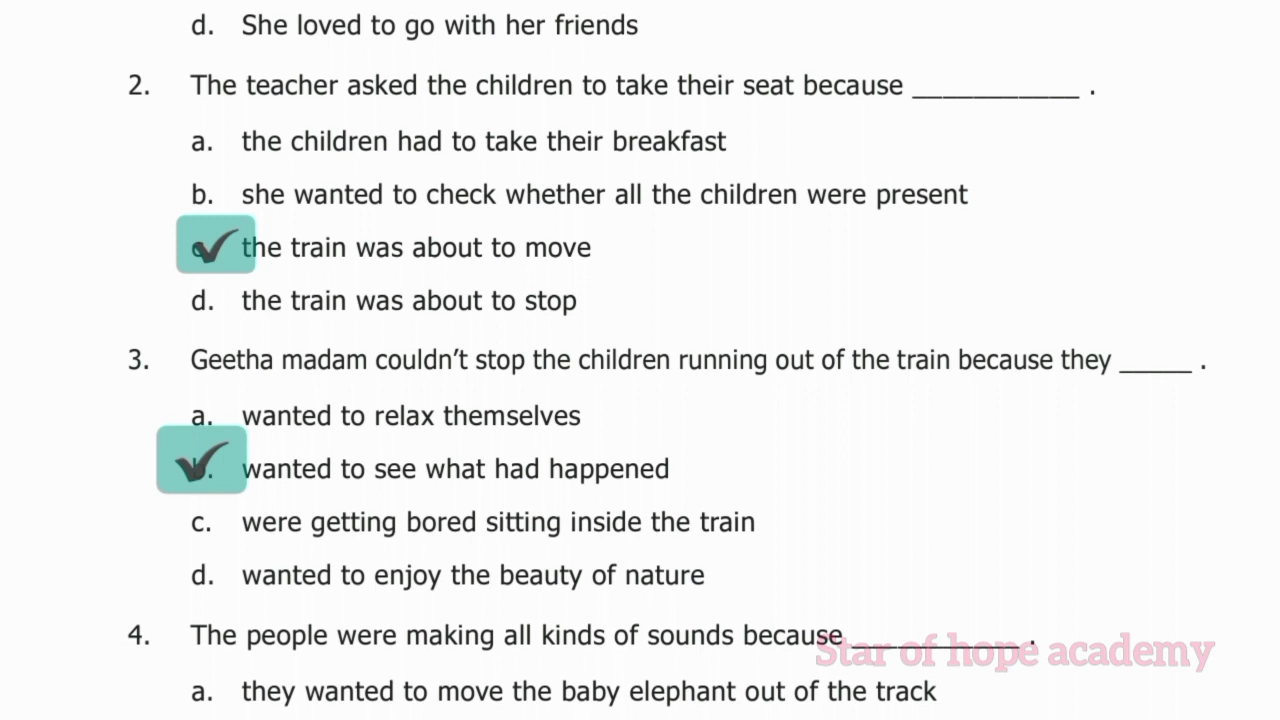 d. She loved to go with her friends
2. The teacher asked the children to take their seat because ___________ .
a. the children had to take their breakfast
b. she wanted to check whether all the children were present
c. the train was about to move
d. the train was about to stop
3. Geetha madam couldn't stop the children running out of the train because they _____ .
a. wanted to relax themselves
b. wanted to see what had happened
c. were getting bored sitting inside the train
d. wanted to enjoy the beauty of nature
4. The people were making all kinds of sounds because ___________ .
Star of hope academy
a. they wanted to move the baby elephant out of the track